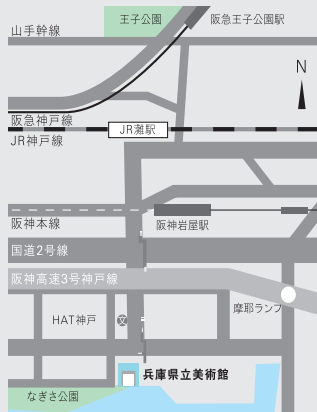 王子公園
阪急王子公園駅
山手幹線
N
阪急神戸線
JR灘駅
JR神戸線
阪神本線
阪神岩屋駅
国道2号線
阪神高速3号神戸線
摩耶ランプ
HAT神戸
文
兵庫県立美術館
なぎさ公園